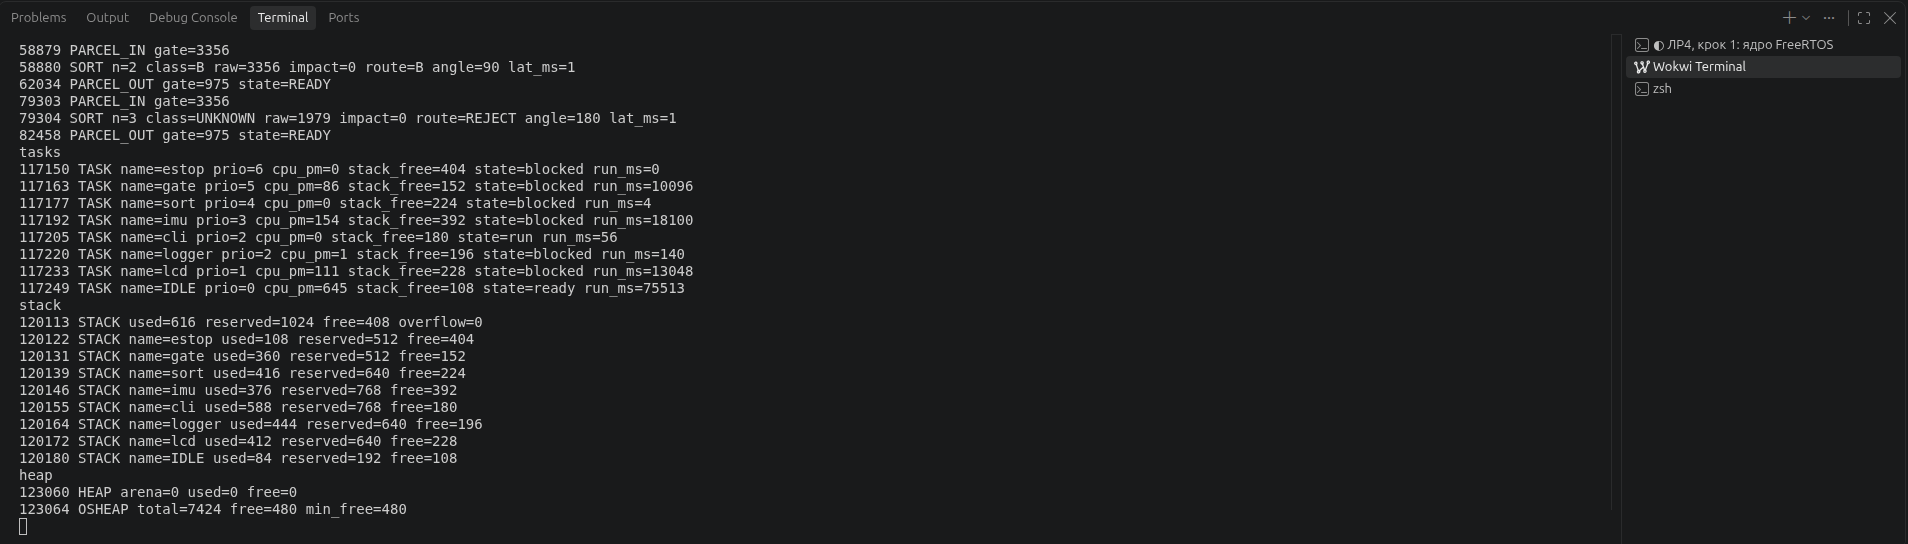 Problems Output Debug Console Terminal Ports
58879 PARCEL_IN gate=3356
58880 SORT n=2 class=B raw=3356 impact=0 route=B angle=90 lat_ms=1
62034 PARCEL_OUT gate=975 state=READY
79303 PARCEL_IN gate=3356
79304 SORT n=3 class=UNKNOWN raw=1979 impact=0 route=REJECT angle=180 lat_ms=1
82458 PARCEL_OUT gate=975 state=READY
tasks
117150 TASK name=estop prio=6 cpu_pm=0 stack_free=404 state=blocked run_ms=0
117163 TASK name=gate prio=5 cpu_pm=86 stack_free=152 state=blocked run_ms=10096
117177 TASK name=sort prio=4 cpu_pm=0 stack_free=224 state=blocked run_ms=4
117192 TASK name=imu prio=3 cpu_pm=154 stack_free=392 state=blocked run_ms=18100
117205 TASK name=cli prio=2 cpu_pm=0 stack_free=180 state=run run_ms=56
117220 TASK name=logger prio=2 cpu_pm=1 stack_free=196 state=blocked run_ms=140
117233 TASK name=lcd prio=1 cpu_pm=111 stack_free=228 state=blocked run_ms=13048
117249 TASK name=IDLE prio=0 cpu_pm=645 stack_free=108 state=ready run_ms=75513
stack
120113 STACK used=616 reserved=1024 free=408 overflow=0
120122 STACK name=estop used=108 reserved=512 free=404
120131 STACK name=gate used=360 reserved=512 free=152
120139 STACK name=sort used=416 reserved=640 free=224
120146 STACK name=imu used=376 reserved=768 free=392
120155 STACK name=cli used=588 reserved=768 free=180
120164 STACK name=logger used=444 reserved=640 free=196
120172 STACK name=lcd used=412 reserved=640 free=228
120180 STACK name=IDLE used=84 reserved=192 free=108
heap
123060 HEAP arena=0 used=0 free=0
123064 OSHEAP total=7424 free=480 min_free=480
ЛР4, крок 1: ядро FreeRTOS
Wokwi Terminal
zsh